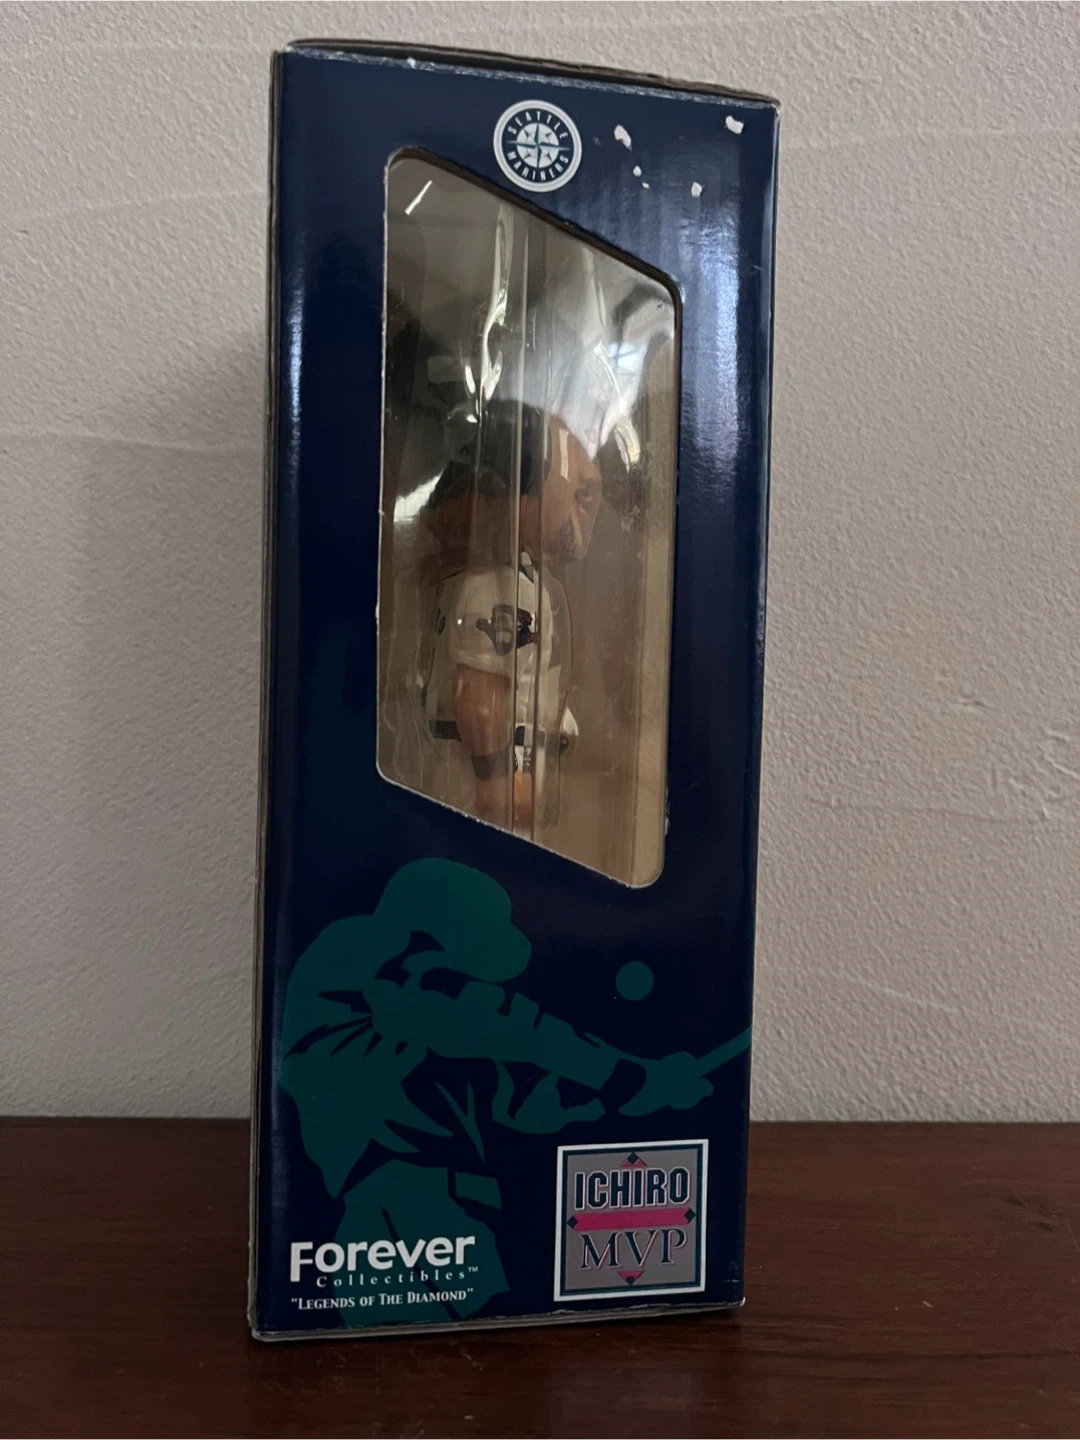 SEATTLE
MARINERS
ICHIRO
MVP
Forever
Collectibles™
"LEGENDS OF THE DIAMOND"